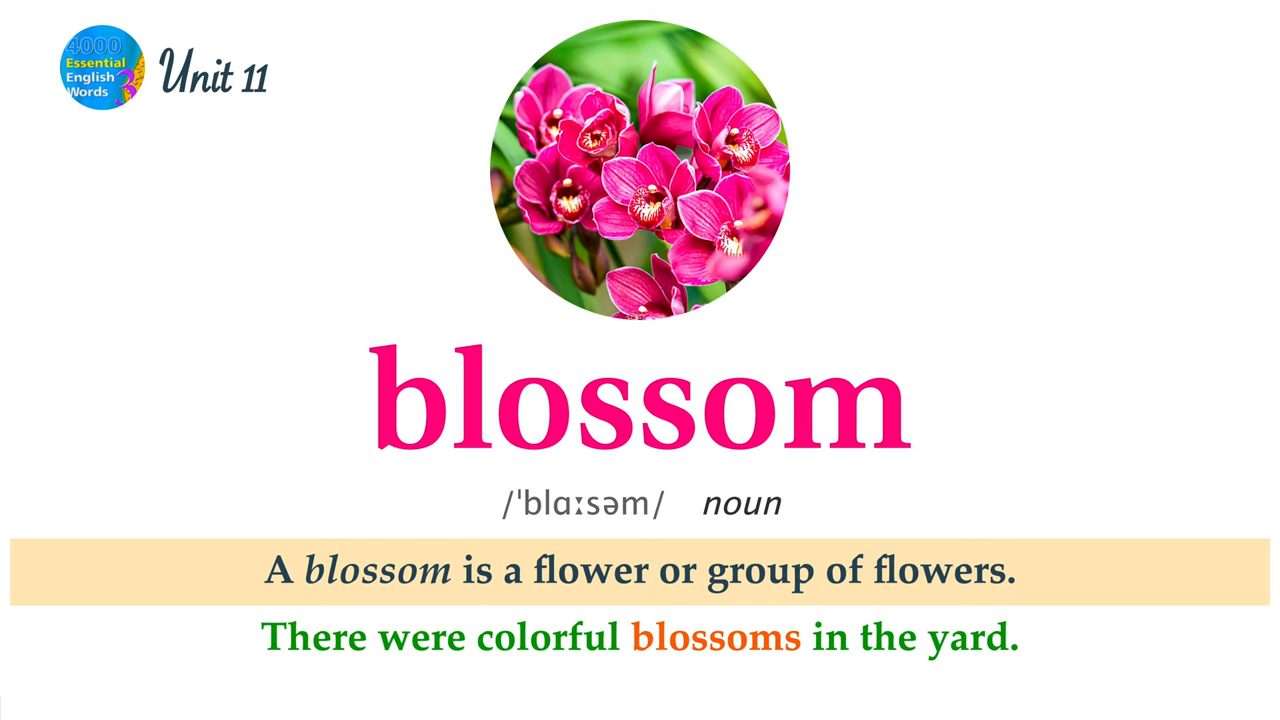 4000
Essential
English
Words 3
Unit 11
blossom
/ˈblɑːsəm/ noun
A blossom is a flower or group of flowers.
There were colorful blossoms in the yard.